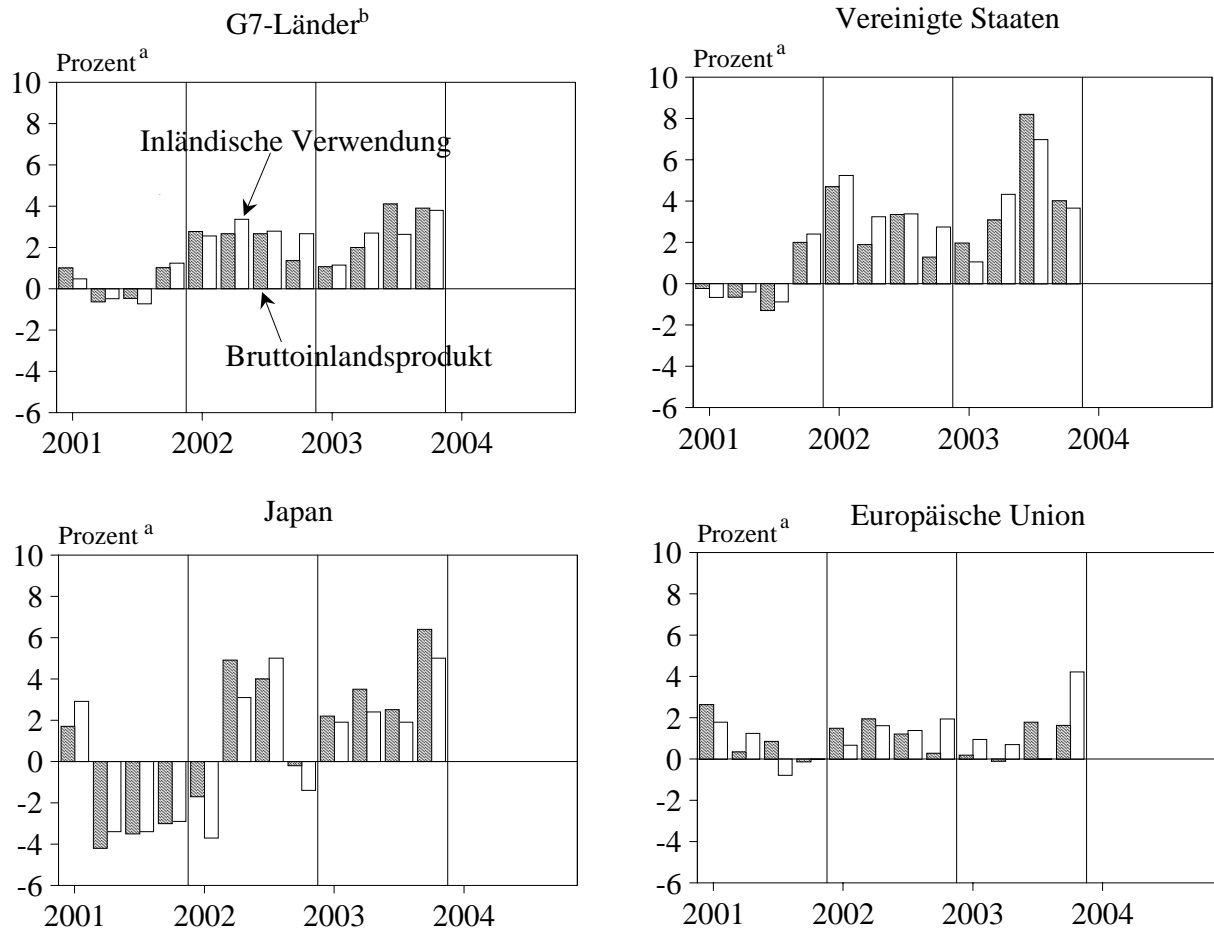 G7-Länderᵇ
Prozent ᵃ
10
8
6
4
2
0
-2
-4
-6
Inländische Verwendung
Bruttoinlandsprodukt
2001 2002 2003 2004
Vereinigte Staaten
Prozent ᵃ
10
8
6
4
2
0
-2
-4
-6
2001 2002 2003 2004
Japan
Prozent ᵃ
10
8
6
4
2
0
-2
-4
-6
2001 2002 2003 2004
Europäische Union
Prozent ᵃ
10
8
6
4
2
0
-2
-4
-6
2001 2002 2003 2004